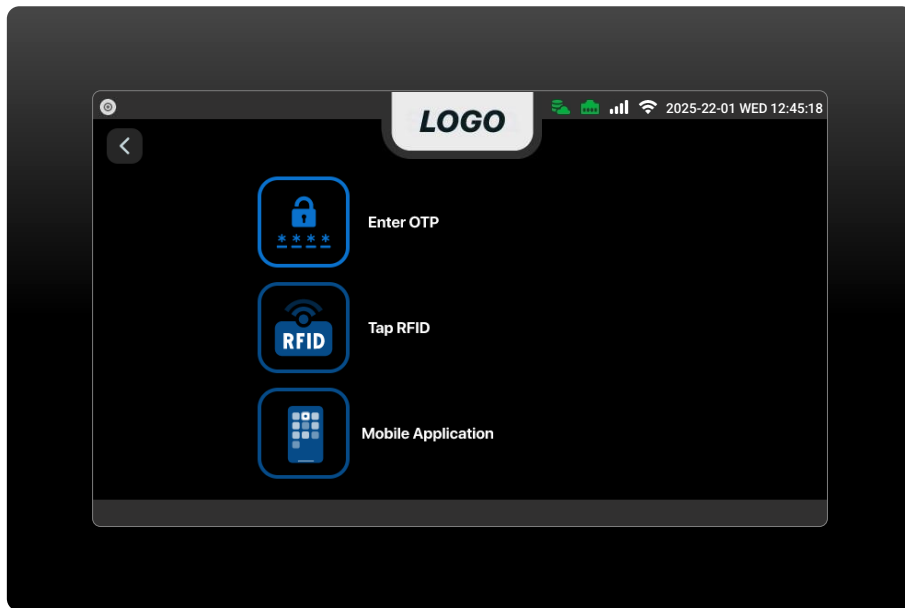 LOGO
2025-22-01 WED 12:45:18
* * * *
Enter OTP
RFID
Tap RFID
Mobile Application